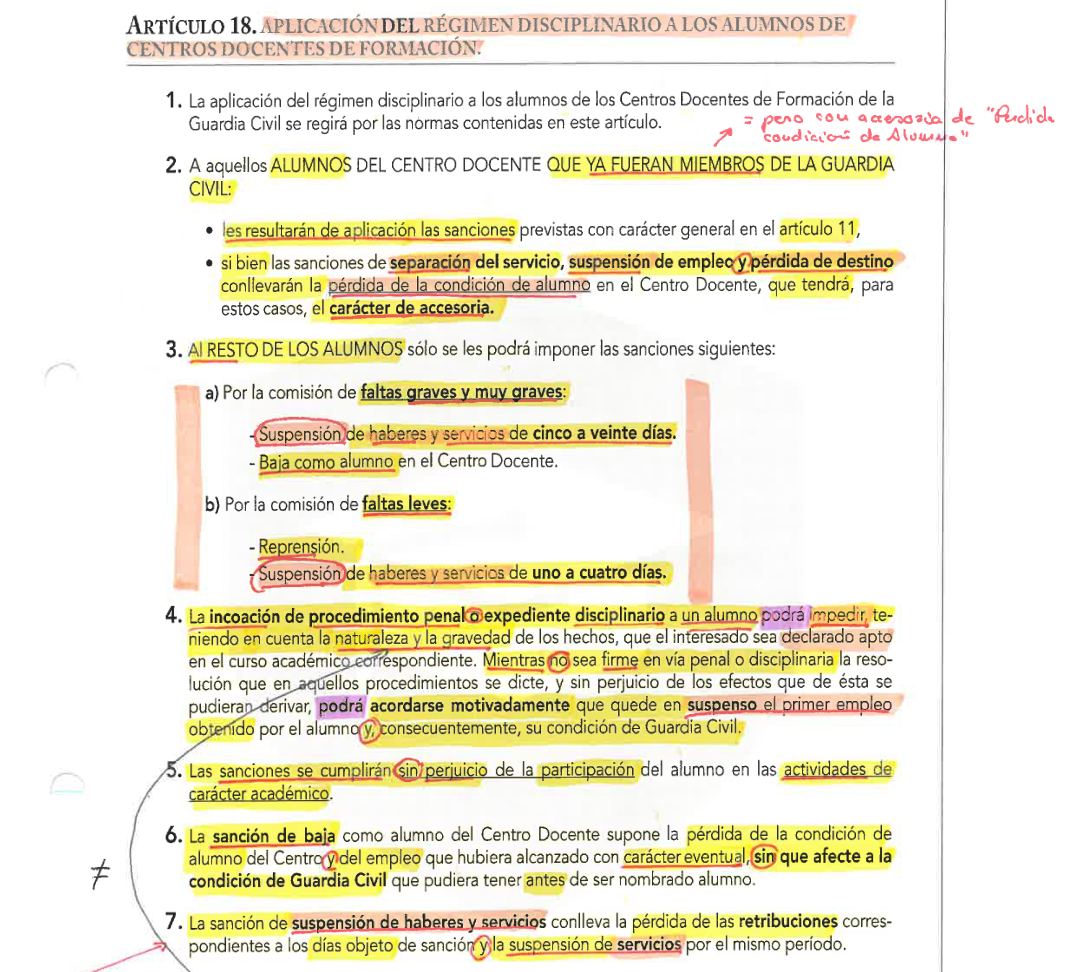 ARTÍCULO 18. APLICACIÓN DEL RÉGIMEN DISCIPLINARIO A LOS ALUMNOS DE
CENTROS DOCENTES DE FORMACIÓN.
1. La aplicación del régimen disciplinario a los alumnos de los Centros Docentes de Formación de la
Guardia Civil se regirá por las normas contenidas en este artículo.
= pero con accesoria de "Perdida
condición de Alumno"
2. A aquellos ALUMNOS DEL CENTRO DOCENTE QUE YA FUERAN MIEMBROS DE LA GUARDIA
CIVIL:
• les resultarán de aplicación las sanciones previstas con carácter general en el artículo 11,
• si bien las sanciones de separación del servicio, suspensión de empleo y pérdida de destino
conllevarán la pérdida de la condición de alumno en el Centro Docente, que tendrá, para
estos casos, el carácter de accesoria.
3. Al RESTO DE LOS ALUMNOS sólo se les podrá imponer las sanciones siguientes:
a) Por la comisión de faltas graves y muy graves:
- Suspensión de haberes y servicios de cinco a veinte días.
- Baja como alumno en el Centro Docente.
b) Por la comisión de faltas leves:
- Reprensión.
- Suspensión de haberes y servicios de uno a cuatro días.
4. La incoación de procedimiento penal o expediente disciplinario a un alumno podrá impedir, te-
niendo en cuenta la naturaleza y la gravedad de los hechos, que el interesado sea declarado apto
en el curso académico correspondiente. Mientras no sea firme en vía penal o disciplinaria la reso-
lución que en aquellos procedimientos se dicte, y sin perjuicio de los efectos que de ésta se
pudieran derivar, podrá acordarse motivadamente que quede en suspenso el primer empleo
obtenido por el alumno y, consecuentemente, su condición de Guardia Civil.
5. Las sanciones se cumplirán sin perjuicio de la participación del alumno en las actividades de
carácter académico.
6. La sanción de baja como alumno del Centro Docente supone la pérdida de la condición de
alumno del Centro y del empleo que hubiera alcanzado con carácter eventual, sin que afecte a la
condición de Guardia Civil que pudiera tener antes de ser nombrado alumno.
≠
7. La sanción de suspensión de haberes y servicios conlleva la pérdida de las retribuciones corres-
pondientes a los días objeto de sanción y la suspensión de servicios por el mismo período.